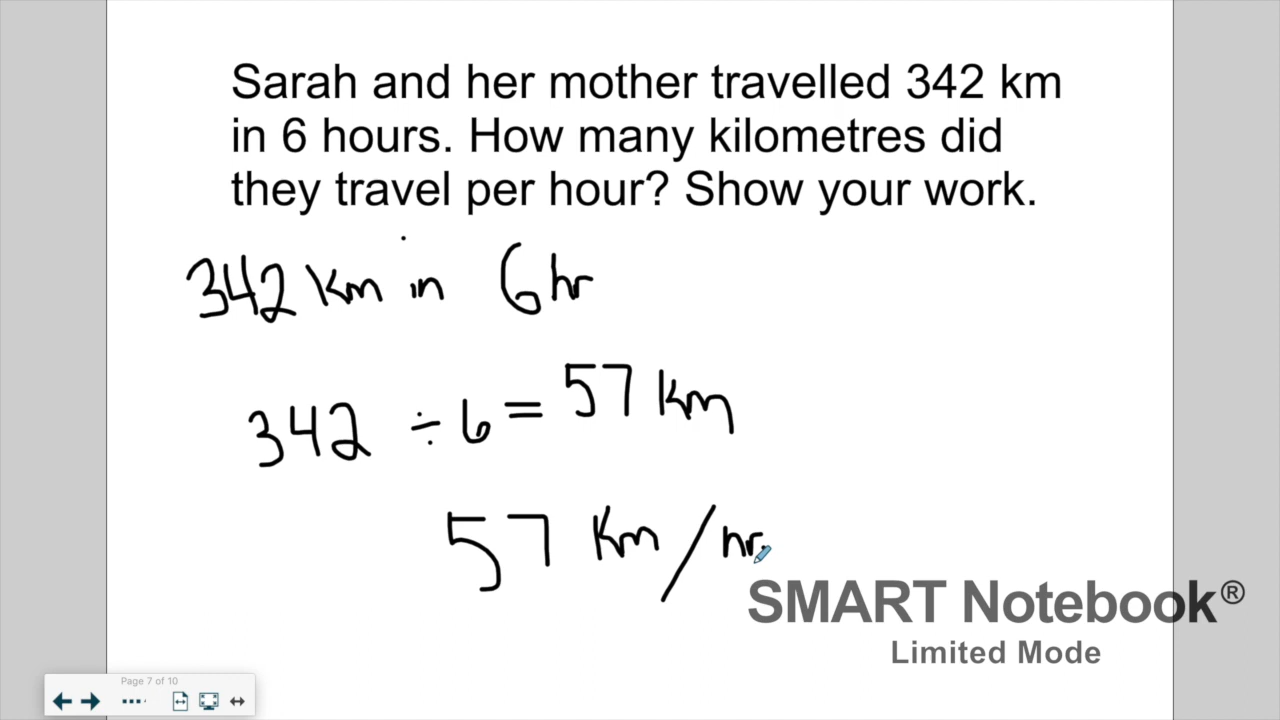 Sarah and her mother travelled 342 km
in 6 hours. How many kilometres did
they travel per hour? Show your work.
342 Km in 6 hr
342 ÷ 6 = 57 Km
57 Km/hr.
SMART Notebook®
Limited Mode
Page 7 of 10